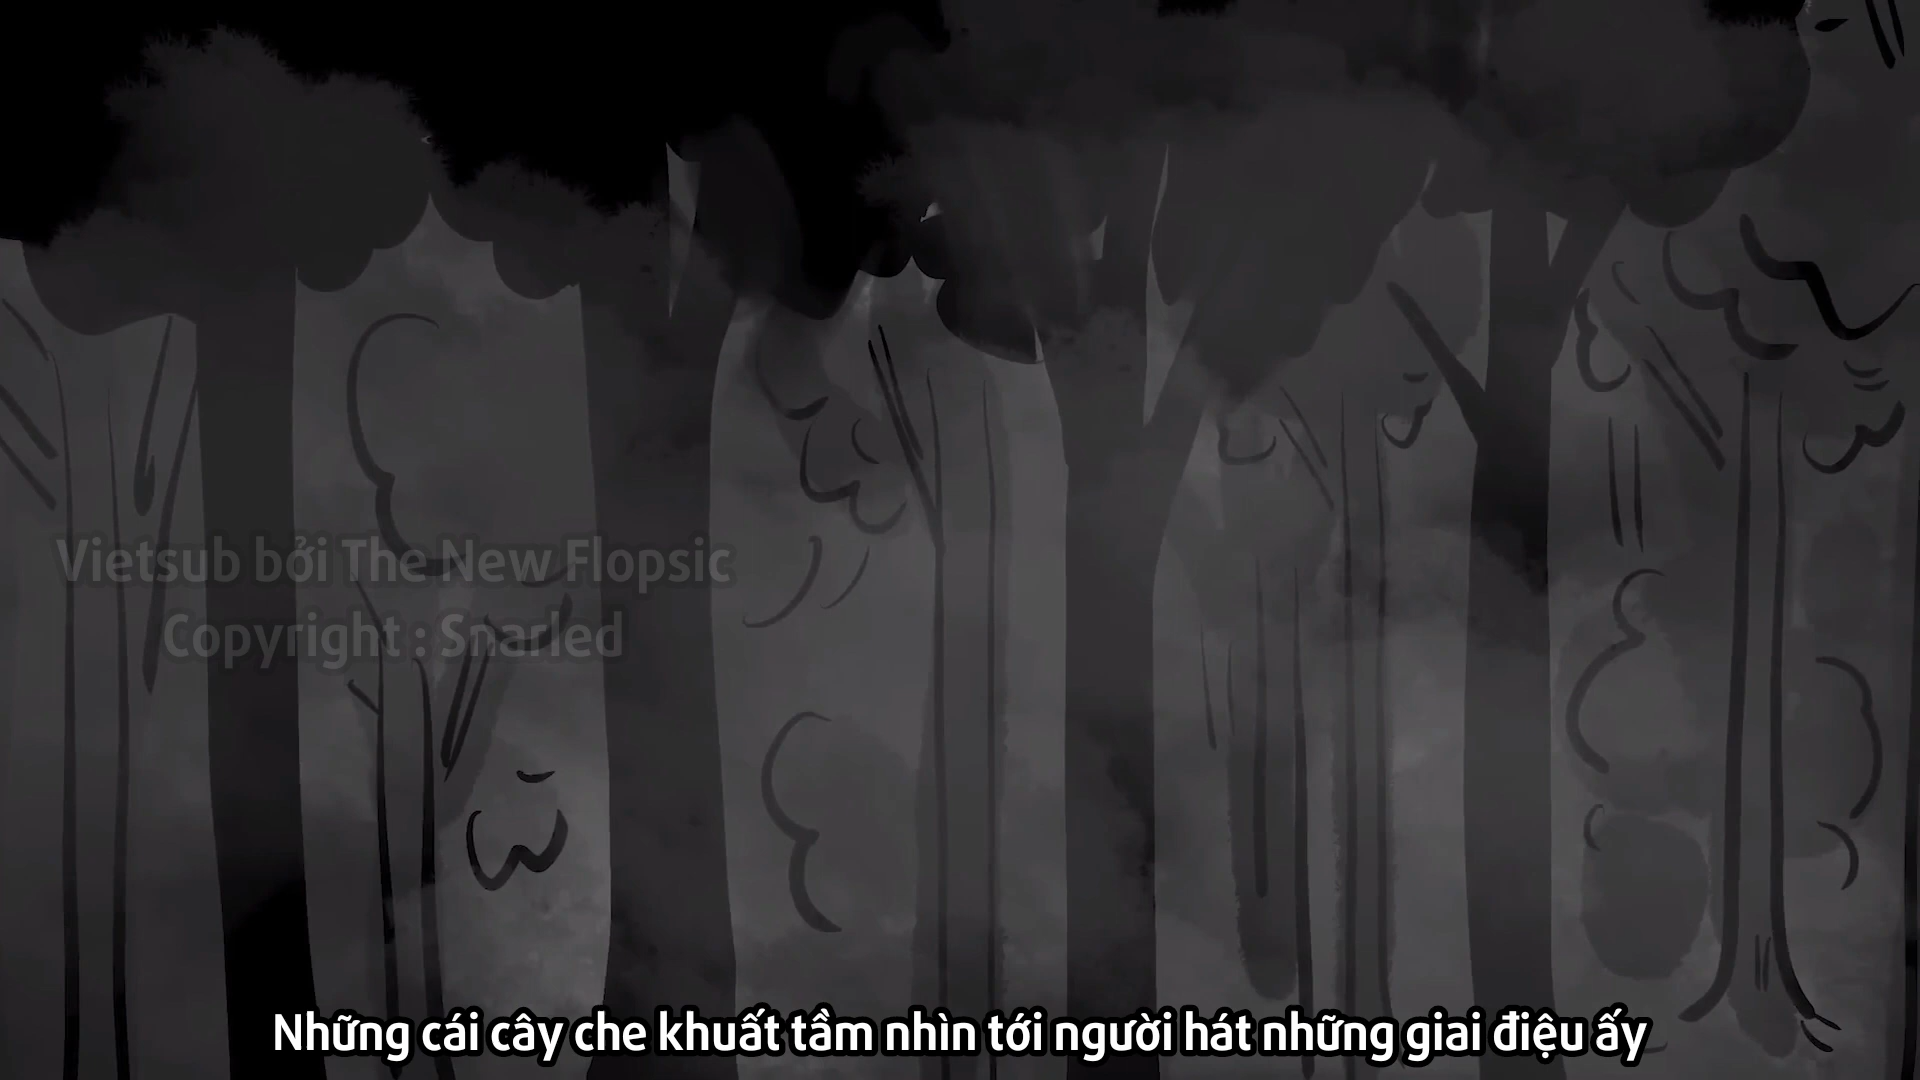 Vietsub bởi The New Flopsic
Copyright : Snarled
Những cái cây che khuất tầm nhìn tới người hát những giai điệu ấy